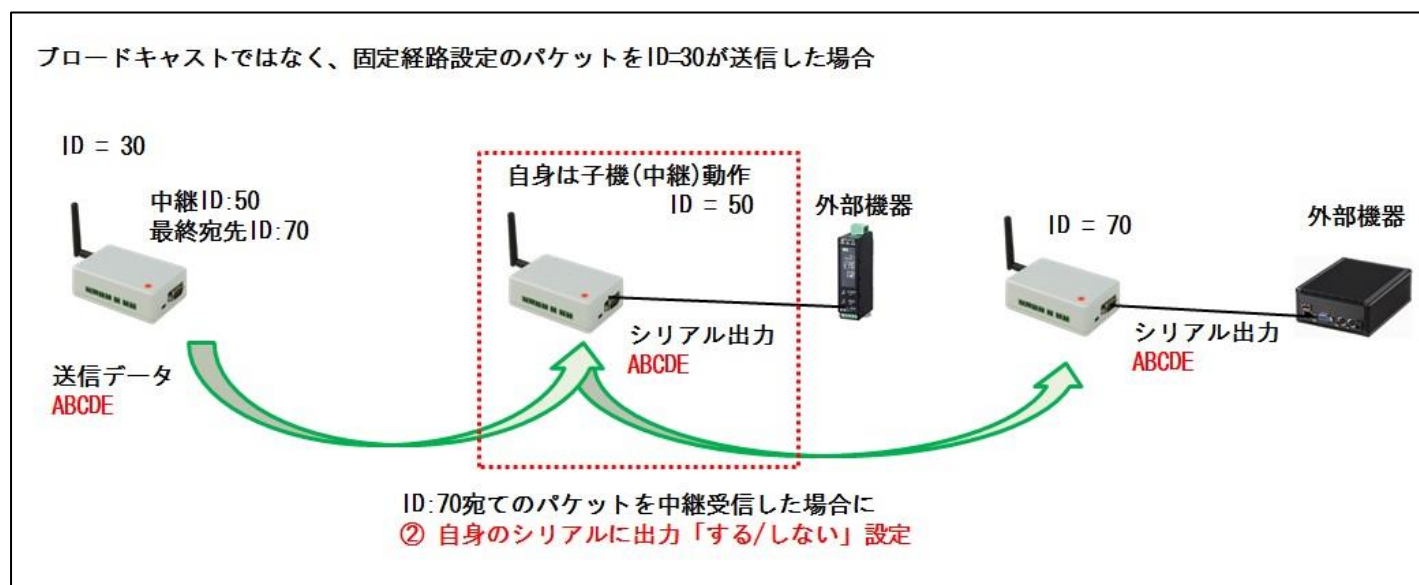 ブロードキャストではなく、固定経路設定のパケットをID=30が送信した場合
ID = 30
中継ID:50
最終宛先ID:70
送信データ
ABCDE
自身は子機(中継)動作
ID = 50
外部機器
シリアル出力
ABCDE
ID = 70
外部機器
シリアル出力
ABCDE
ID:70宛てのパケットを中継受信した場合に
② 自身のシリアルに出力「する/しない」設定